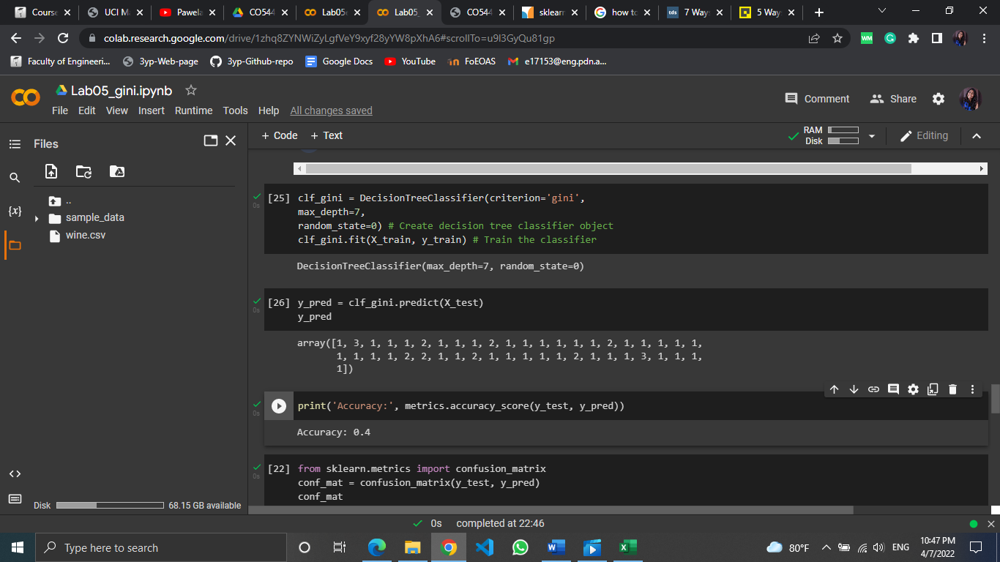 Course
UCI Ma
Pawela
CO544
Lab05
Lab05_
CO544
sklearn
how to
tds
7 Ways
5 Way
colab.research.google.com/drive/1zhq8ZYNWiZyLgfVeY9xyf28yYW8pXhA6#scrollTo=u9l3GyQu81gp
WM
Faculty of Engineeri...
3yp-Web-page
3yp-Github-repo
Google Docs
YouTube
FoEOAS
e17153@eng.pdn.a...
Lab05_gini.ipynb
Comment
Share
File Edit View Insert Runtime Tools Help All changes saved
Files
+ Code + Text
RAM
Disk
Editing
..
sample_data
wine.csv
{x}
[25] clf_gini = DecisionTreeClassifier(criterion='gini',
0s
max_depth=7,
random_state=0) # Create decision tree classifier object
clf_gini.fit(X_train, y_train) # Train the classifier
DecisionTreeClassifier(max_depth=7, random_state=0)
[26] y_pred = clf_gini.predict(X_test)
0s
y_pred
array([1, 3, 1, 1, 1, 2, 1, 1, 1, 2, 1, 1, 1, 1, 1, 1, 2, 1, 1, 1, 1, 1,
1, 1, 1, 1, 2, 2, 1, 1, 2, 1, 1, 1, 1, 1, 2, 1, 1, 1, 3, 1, 1, 1,
1])
print('Accuracy:', metrics.accuracy_score(y_test, y_pred))
0s
Accuracy: 0.4
[22] from sklearn.metrics import confusion_matrix
0s
conf_mat = confusion_matrix(y_test, y_pred)
conf_mat
Disk
68.15 GB available
0s completed at 22:46
Type here to search
80°F
ENG
10:47 PM
4/7/2022